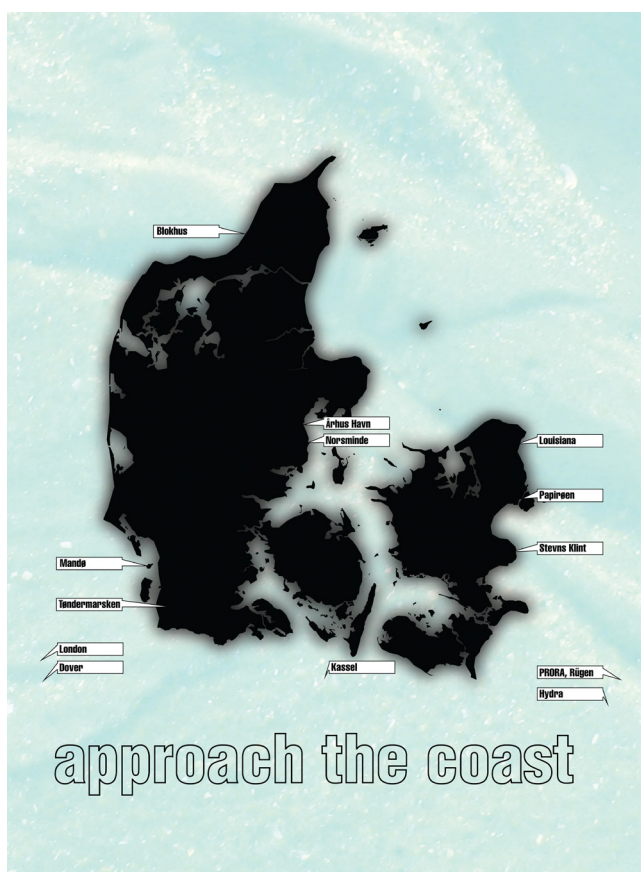 Blokhus
Århus Havn
Norsminde
Louisiana
Papirøen
Stevns Klint
Mandø
Tøndermarsken
London
Dover
Kassel
PRORA, Rügen
Hydra
approach the coast